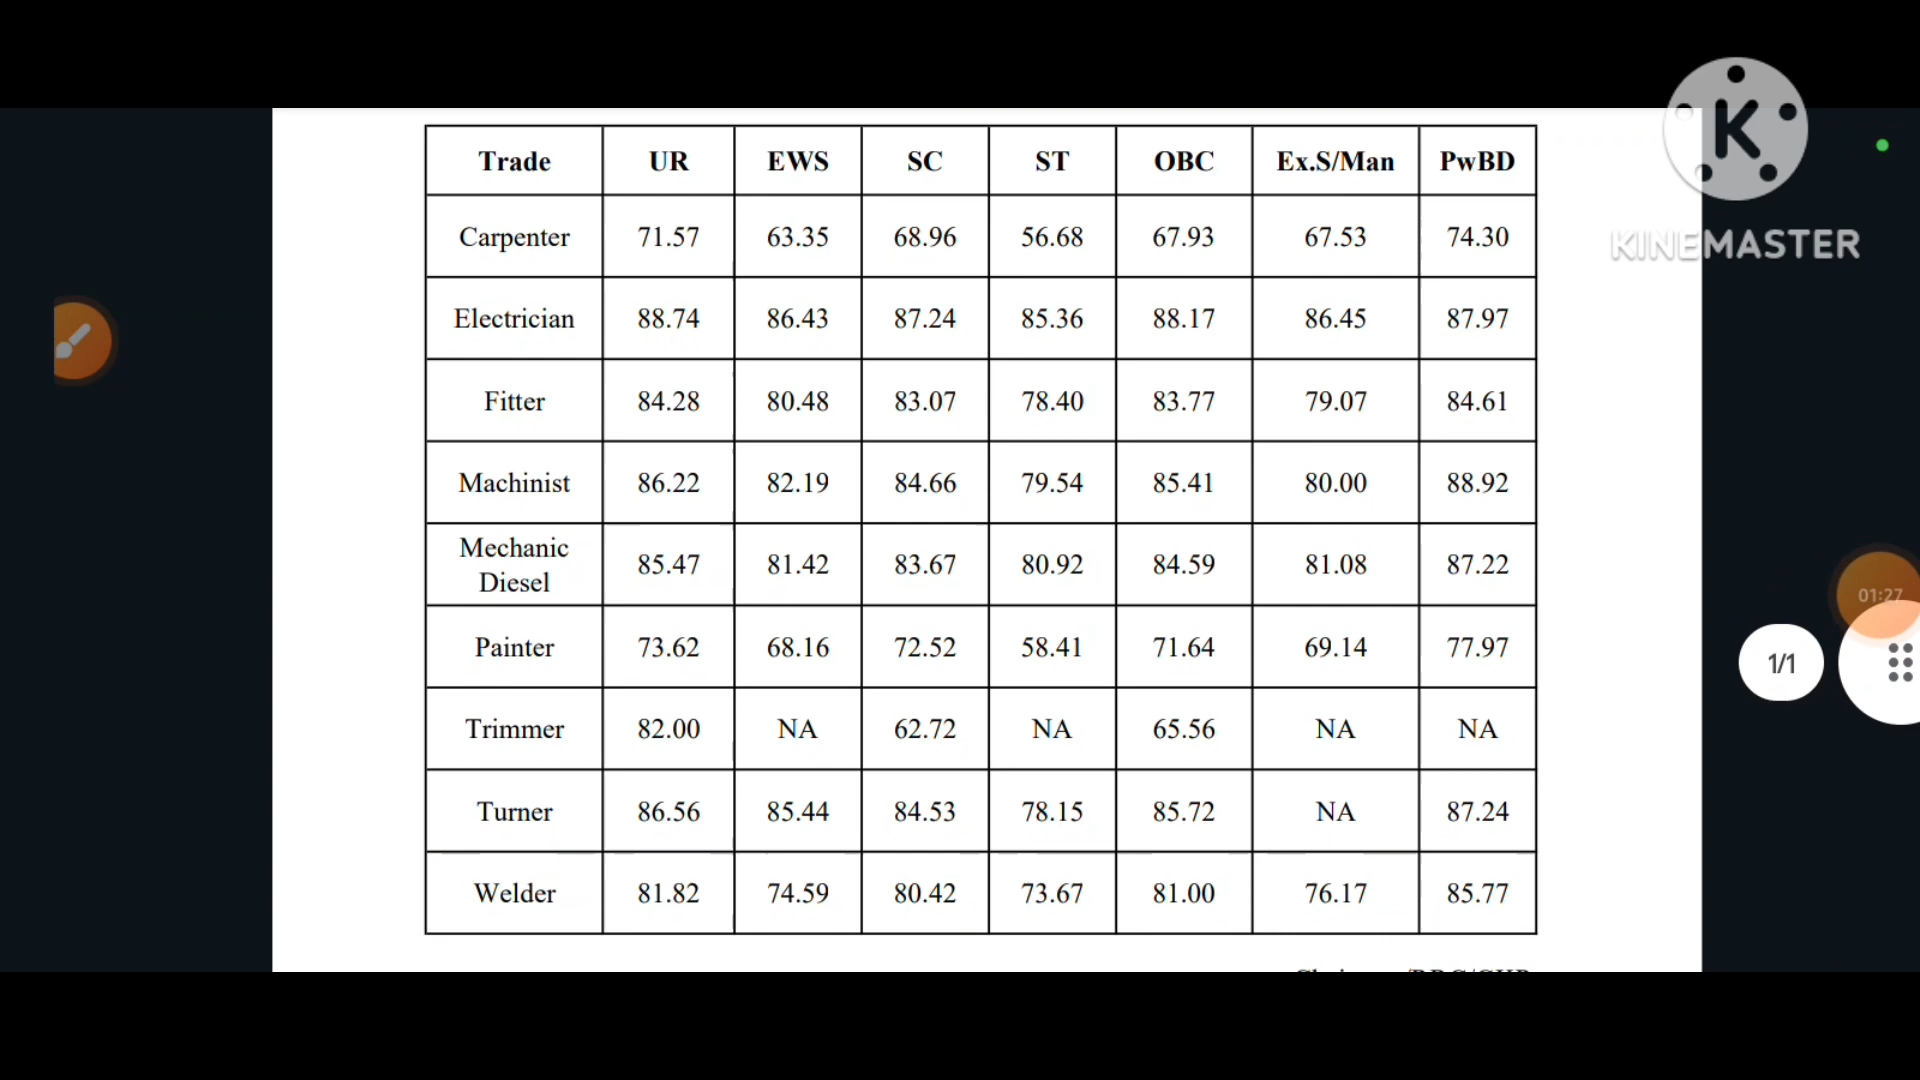 Trade UR EWS SC ST OBC Ex.S/Man PwBD
Carpenter 71.57 63.35 68.96 56.68 67.93 67.53 74.30
Electrician 88.74 86.43 87.24 85.36 88.17 86.45 87.97
Fitter 84.28 80.48 83.07 78.40 83.77 79.07 84.61
Machinist 86.22 82.19 84.66 79.54 85.41 80.00 88.92
Mechanic
Diesel 85.47 81.42 83.67 80.92 84.59 81.08 87.22
Painter 73.62 68.16 72.52 58.41 71.64 69.14 77.97
Trimmer 82.00 NA 62.72 NA 65.56 NA NA
Turner 86.56 85.44 84.53 78.15 85.72 NA 87.24
Welder 81.82 74.59 80.42 73.67 81.00 76.17 85.77
K
KINEMASTER
01:27
1/1